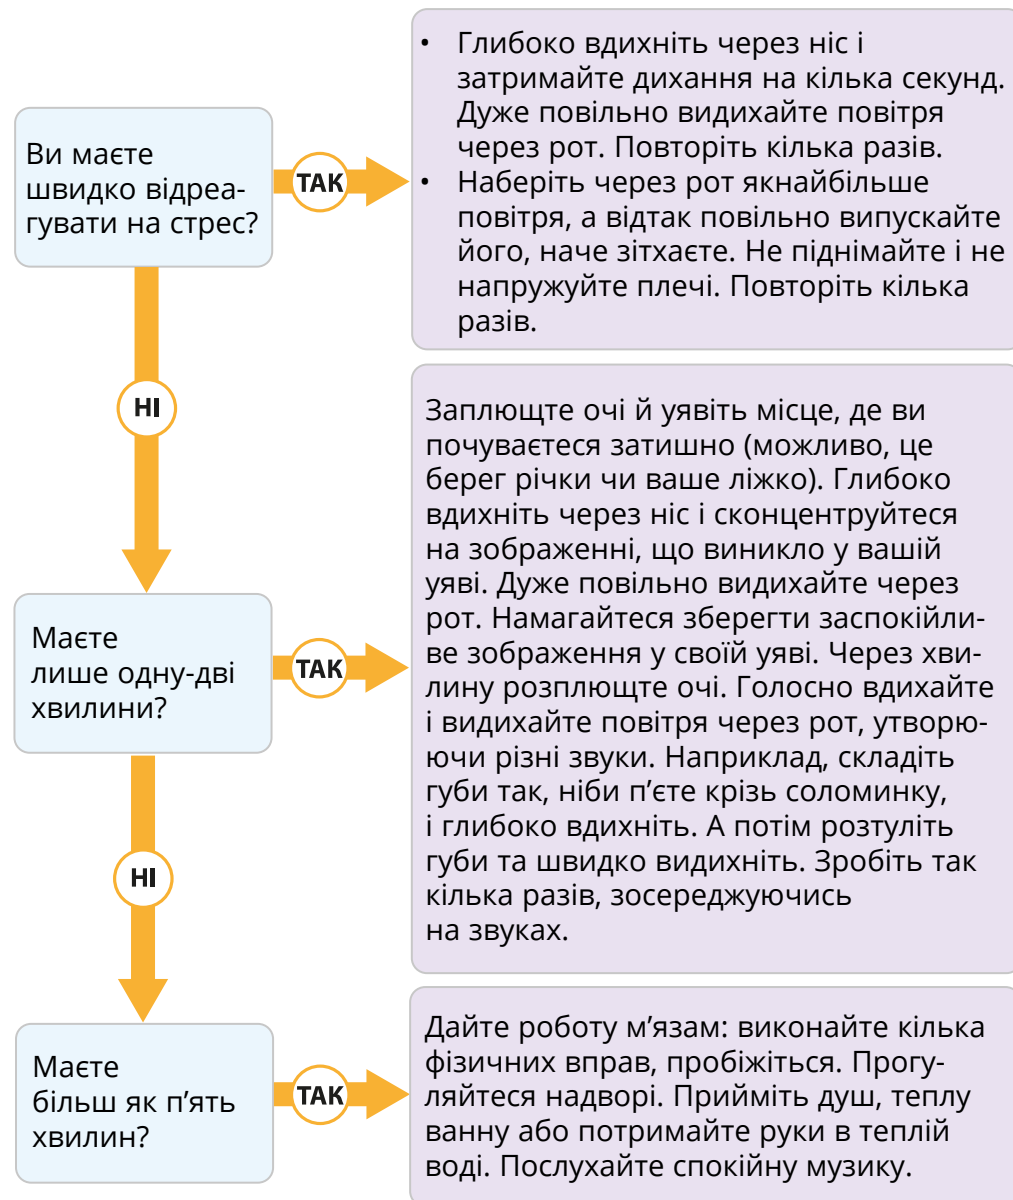 Ви маєте
швидко відреа-
гувати на стрес?
ТАК
• Глибоко вдихніть через ніс і
затримайте дихання на кілька секунд.
Дуже повільно видихайте повітря
через рот. Повторіть кілька разів.
• Наберіть через рот якнайбільше
повітря, а відтак повільно випускайте
його, наче зітхаєте. Не піднімайте і не
напружуйте плечі. Повторіть кілька
разів.
НІ
Маєте
лише одну-дві
хвилини?
ТАК
Заплющте очі й уявіть місце, де ви
почуваєтеся затишно (можливо, це
берег річки чи ваше ліжко). Глибоко
вдихніть через ніс і сконцентруйтеся
на зображенні, що виникло у вашій
уяві. Дуже повільно видихайте через
рот. Намагайтеся зберегти заспокійли-
ве зображення у своїй уяві. Через хви-
лину розплющте очі. Голосно вдихайте
і видихайте повітря через рот, утворю-
ючи різні звуки. Наприклад, складіть
губи так, ніби п’єте крізь соломинку,
і глибоко вдихніть. А потім розтуліть
губи та швидко видихніть. Зробіть так
кілька разів, зосереджуючись
на звуках.
НІ
Маєте
більш як п’ять
хвилин?
ТАК
Дайте роботу м’язам: виконайте кілька
фізичних вправ, пробіжіться. Прогу-
ляйтеся надворі. Прийміть душ, теплу
ванну або потримайте руки в теплій
воді. Послухайте спокійну музику.